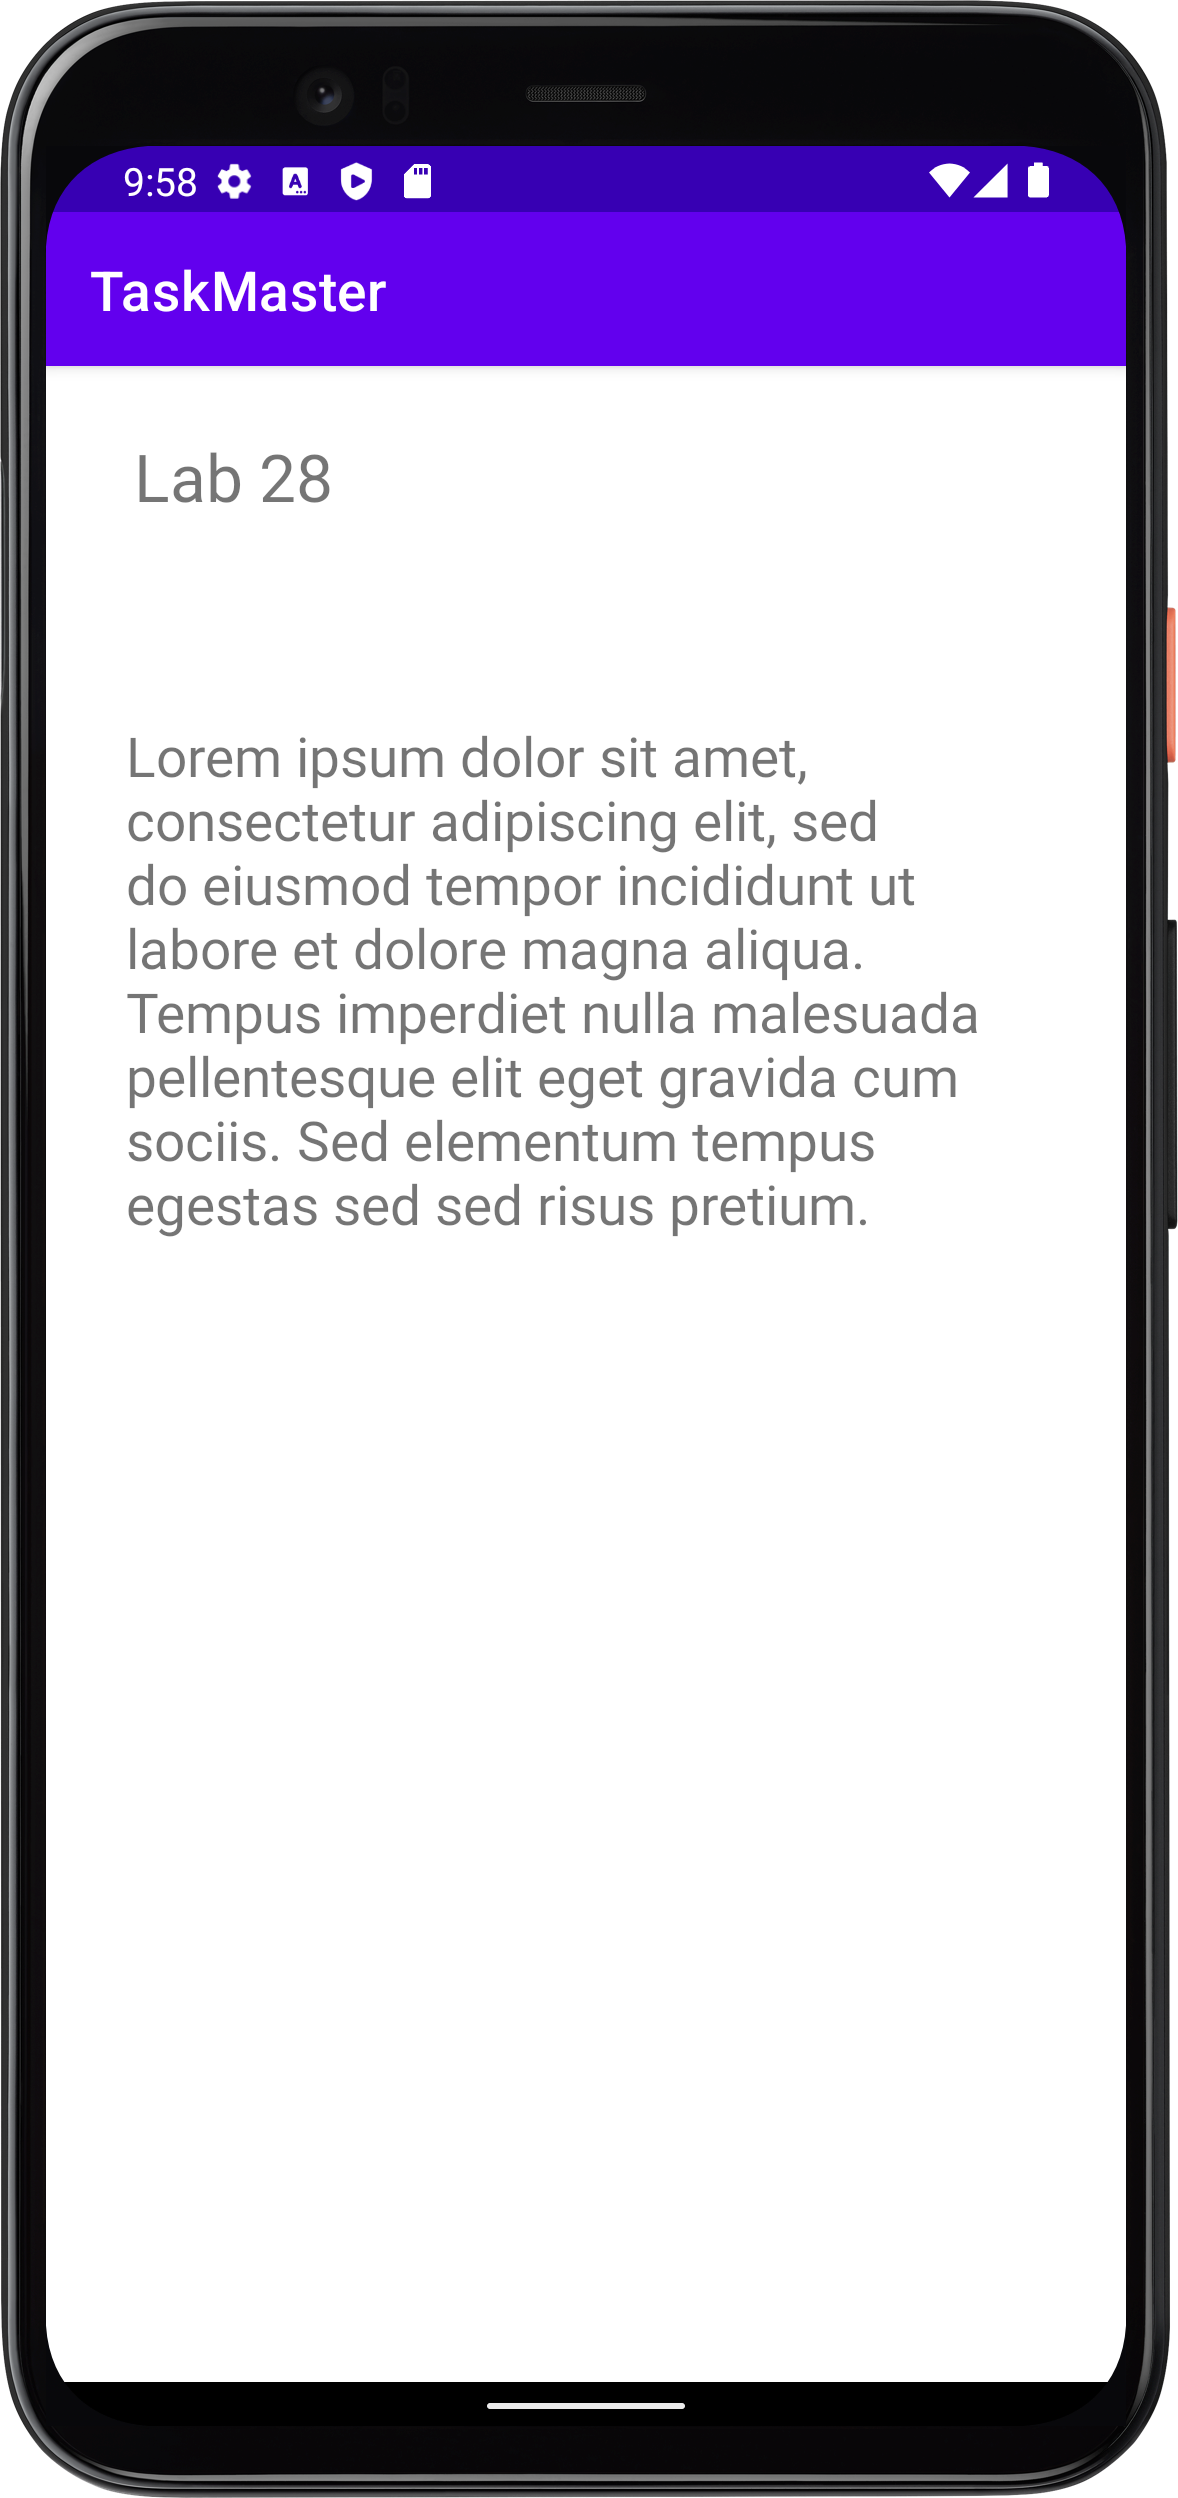 9:58
TaskMaster
Lab 28
Lorem ipsum dolor sit amet,
consectetur adipiscing elit, sed
do eiusmod tempor incididunt ut
labore et dolore magna aliqua.
Tempus imperdiet nulla malesuada
pellentesque elit eget gravida cum
sociis. Sed elementum tempus
egestas sed sed risus pretium.